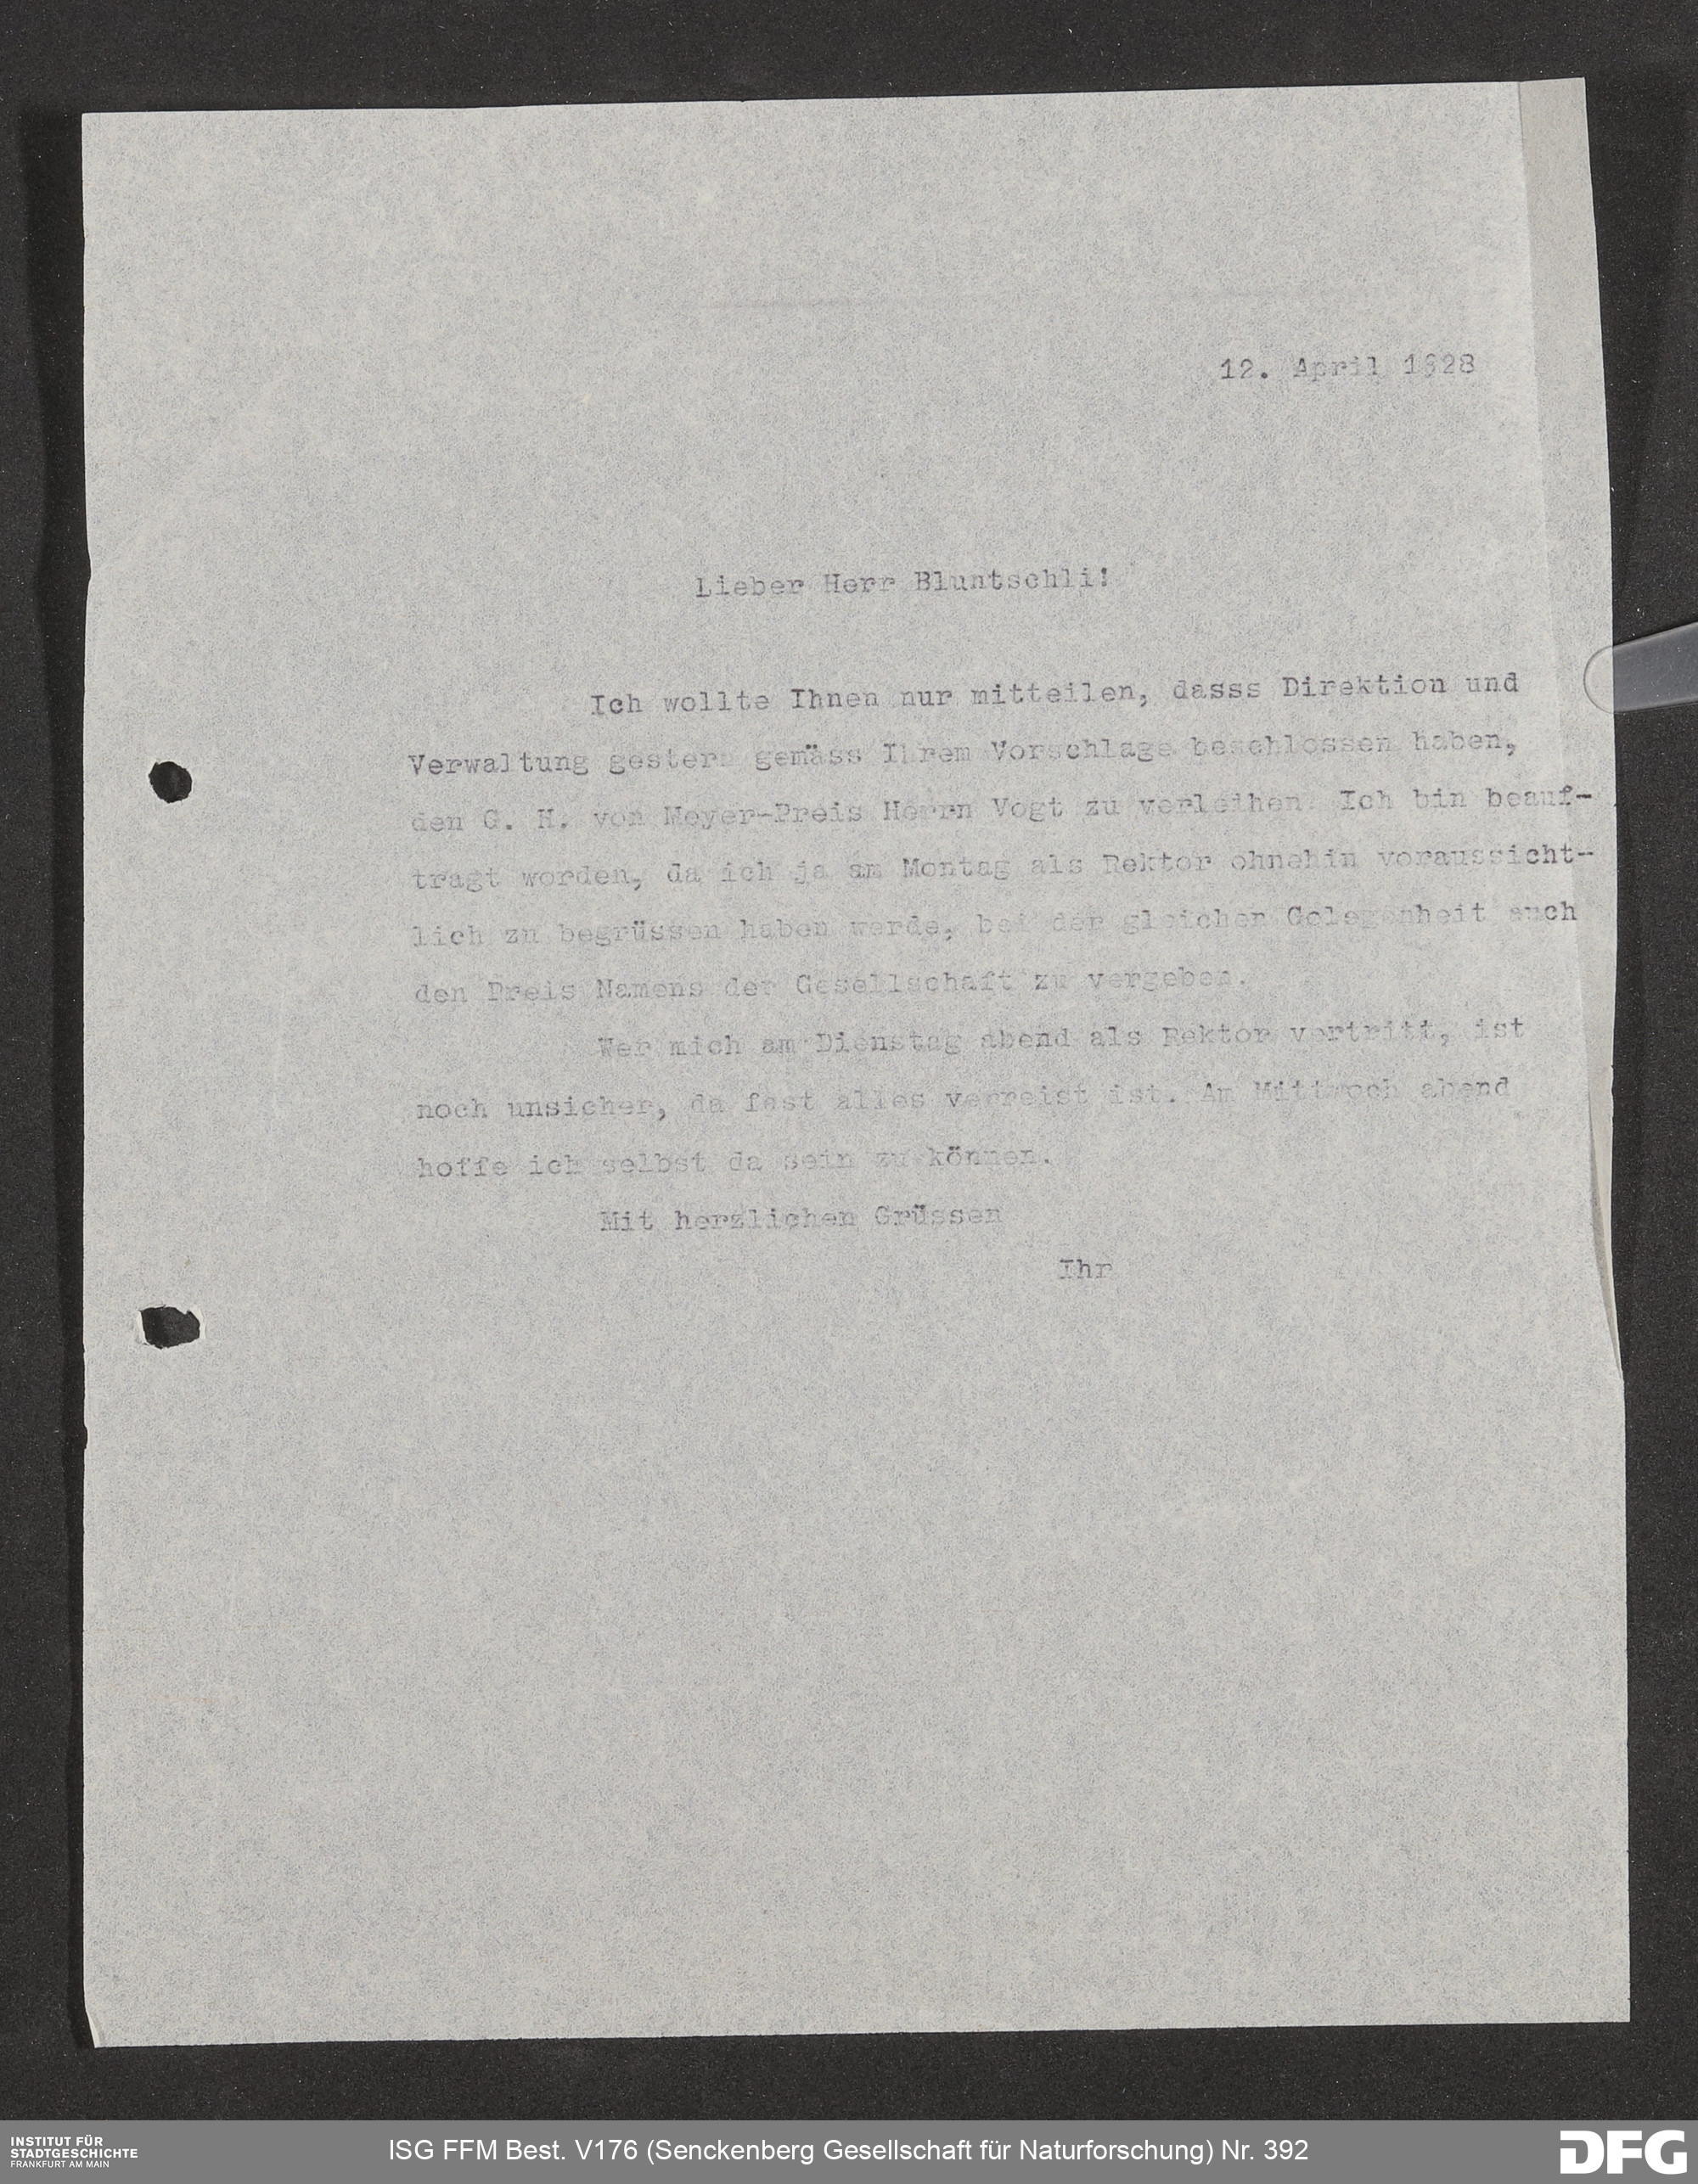 12. April 1928
Lieber Herr Bluntschli!
Ich wollte Ihnen nur mitteilen, dasss Direktion und
Verwaltung gestern gemäss Ihrem Vorschlage beschlossen haben,
den G. H. von Meyer-Preis Herrn Vogt zu verleihen. Ich bin beauf-
tragt worden, da ich ja am Montag als Rektor ohnehin voraussicht-
lich zu begrüssen haben werde, bei der gleichen Gelegenheit auch
den Preis Namens der Gesellschaft zu vergeben.
Wer mich am Dienstag abend als Rektor vertritt, ist
noch unsicher, da fast alles verreist ist. Am Mittwoch abend
hoffe ich selbst da sein zu können.
Mit herzlichen Grüssen
Ihr
INSTITUT FÜR
STADTGESCHICHTE
FRANKFURT AM MAIN
ISG FFM Best. V176 (Senckenberg Gesellschaft für Naturforschung) Nr. 392
DFG